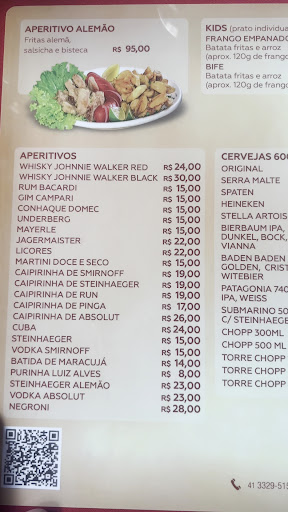 APERITIVO ALEMÃO
Fritas alemã,
salsicha e bisteca R$ 95,00
KIDS (prato individua
FRANGO EMPANADO
Batata fritas e arroz
(aprox. 120g de frango
BIFE
Batata fritas e arroz
(aprox. 120g de frango
APERITIVOS
WHISKY JOHNNIE WALKER RED R$ 24,00
WHISKY JOHNNIE WALKER BLACK R$ 30,00
RUM BACARDI R$ 15,00
GIM CAMPARI R$ 15,00
CONHAQUE DOMEC R$ 15,00
UNDERBERG R$ 15,00
MAYERLE R$ 15,00
JAGERMAISTER R$ 22,00
LICORES R$ 22,00
MARTINI DOCE E SECO R$ 15,00
CAIPIRINHA DE SMIRNOFF R$ 19,00
CAIPIRINHA DE STEINHAEGER R$ 19,00
CAIPIRINHA DE RUN R$ 19,00
CAIPIRINHA DE PINGA R$ 17,00
CAIPIRINHA DE ABSOLUT R$ 26,00
CUBA R$ 24,00
STEINHAEGER R$ 15,00
VODKA SMIRNOFF R$ 15,00
BATIDA DE MARACUJÁ R$ 14,00
PURINHA LUIZ ALVES R$ 8,00
STEINHAEGER ALEMÃO R$ 23,00
VODKA ABSOLUT R$ 23,00
NEGRONI R$ 28,00
CERVEJAS 600
ORIGINAL
SERRA MALTE
SPATEN
HEINEKEN
STELLA ARTOIS
BIERBAUM IPA,
DUNKEL, BOCK,
VIANNA
BADEN BADEN
GOLDEN, CRIST
WITEBIER
PATAGONIA 740
IPA, WEISS
SUBMARINO 50
C/ STEINHAEGE
CHOPP 300ML
CHOPP 500 ML
TORRE CHOPP
TORRE CHOPP
TORRE CHOPP
41 3329-515